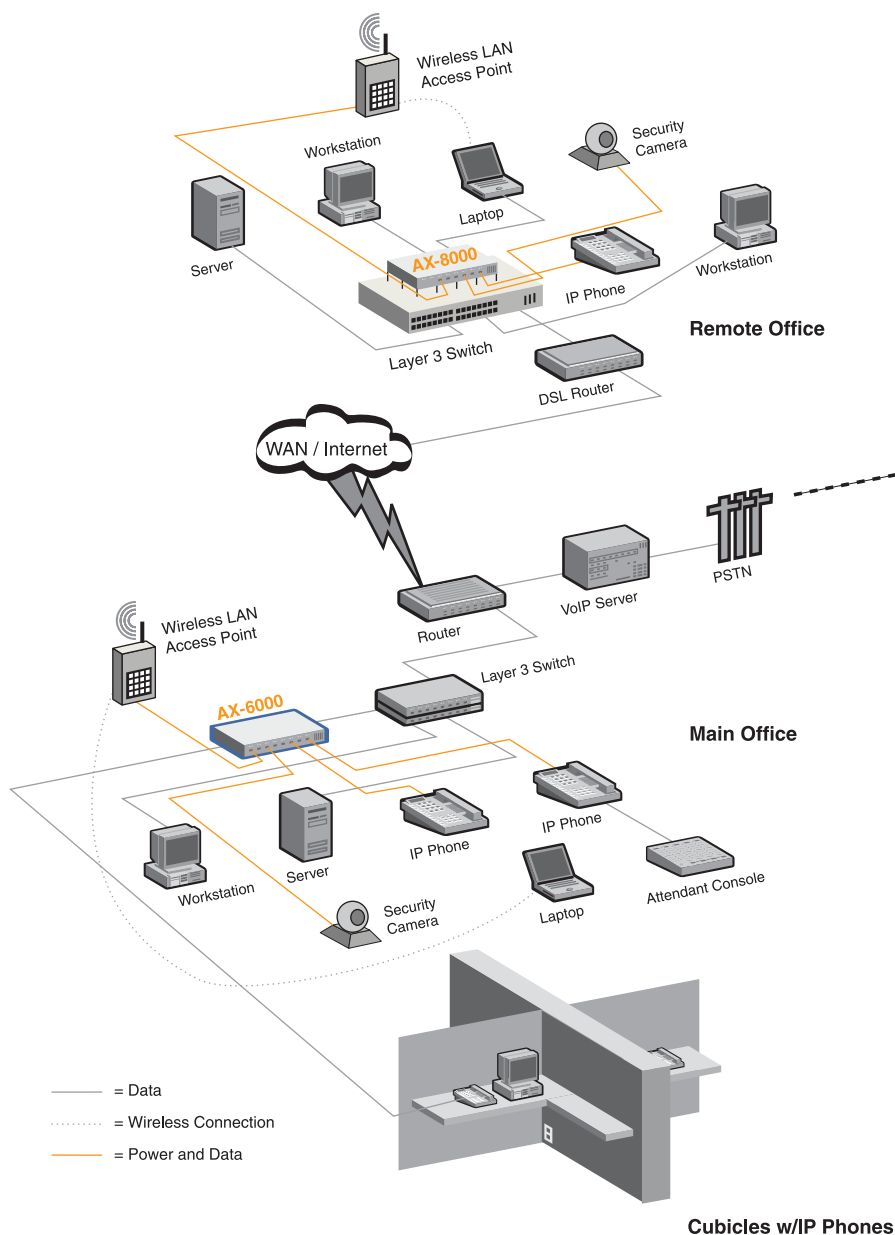 Wireless LAN
Access Point
Workstation
Security
Camera
Server
Laptop
AX-8000
IP Phone
Workstation
Remote Office
Layer 3 Switch
DSL Router
WAN / Internet
PSTN
VoIP Server
Router
Wireless LAN
Access Point
Layer 3 Switch
AX-6000
Main Office
IP Phone
IP Phone
Server
Workstation
Attendant Console
Laptop
Security
Camera
= Data
= Wireless Connection
= Power and Data
Cubicles w/IP Phones